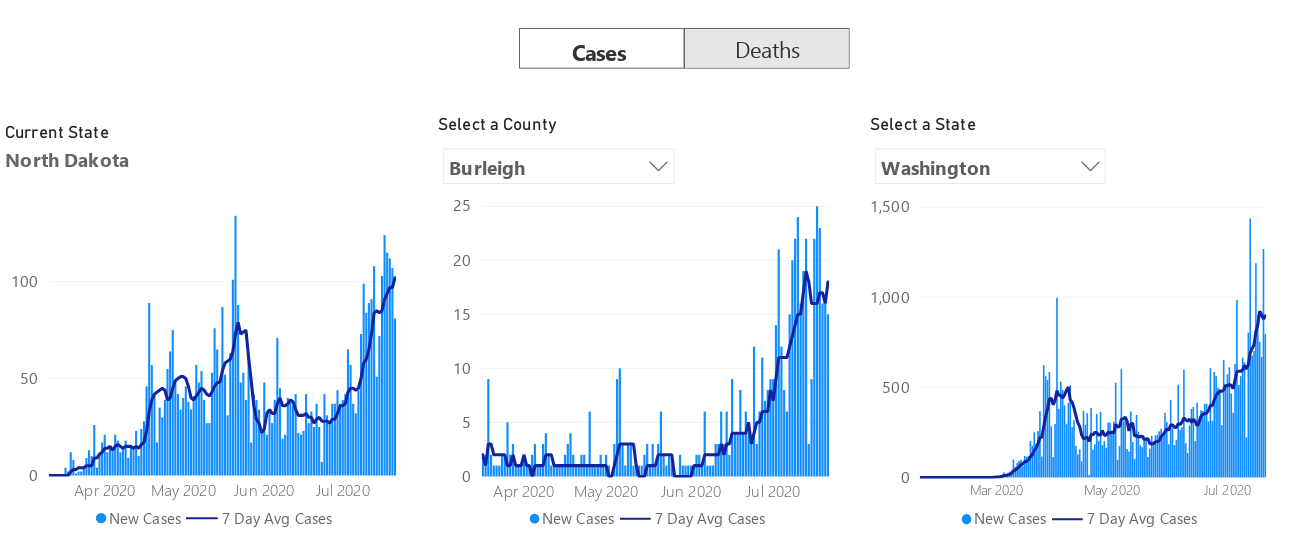 Cases Deaths
Current State
North Dakota
100
50
0
Apr 2020 May 2020 Jun 2020 Jul 2020
New Cases 7 Day Avg Cases
Select a County
Burleigh
25
20
15
10
5
0
Apr 2020 May 2020 Jun 2020 Jul 2020
New Cases 7 Day Avg Cases
Select a State
Washington
1,500
1,000
500
0
Mar 2020 May 2020 Jul 2020
New Cases 7 Day Avg Cases